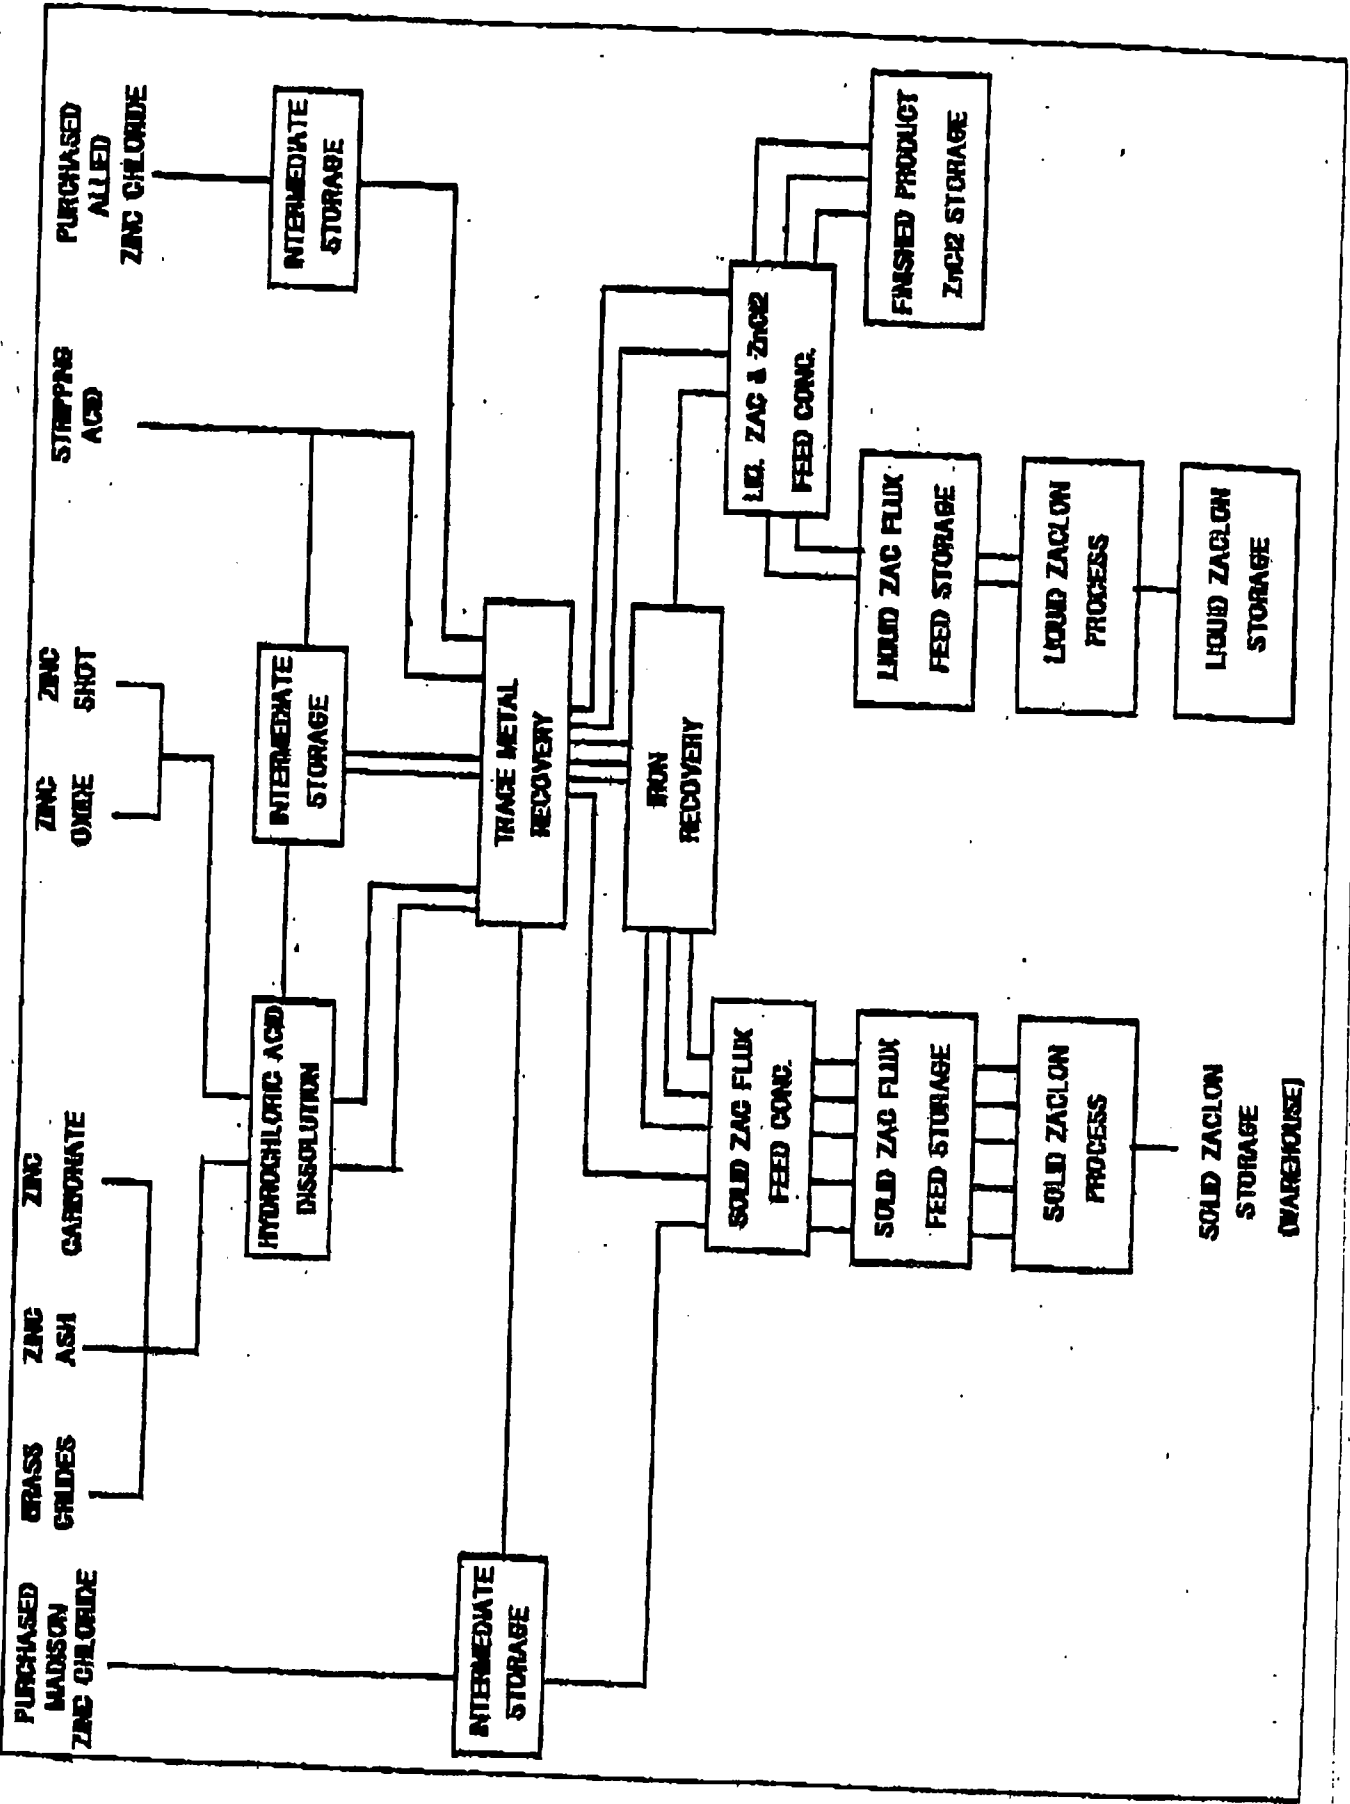 PURCHASED
MADISON
ZINC CHLORIDE
BRASS
CRUDES
ZINC
ASH
ZINC
CARBONATE
ZINC
OXIDE
ZINC
SHOT
STRIPPING
ACID
PURCHASED
ALLIED
ZINC CHLORIDE
HYDROCHLORIC ACID
DISSOLUTION
INTERMEDIATE
STORAGE
INTERMEDIATE
STORAGE
INTERMEDIATE
STORAGE
TRACE METAL
RECOVERY
IRON
RECOVERY
SOLID ZAC FLUX
FEED CONC.
LIQ. ZAC & ZnCl2
FEED CONC.
SOLID ZAC FLUX
FEED STORAGE
LIQUID ZAC FLUX
FEED STORAGE
FINISHED PRODUCT
ZnCl2 STORAGE
SOLID ZACLON
PROCESS
LIQUID ZACLON
PROCESS
SOLID ZACLON
STORAGE
(WAREHOUSE)
LIQUID ZACLON
STORAGE